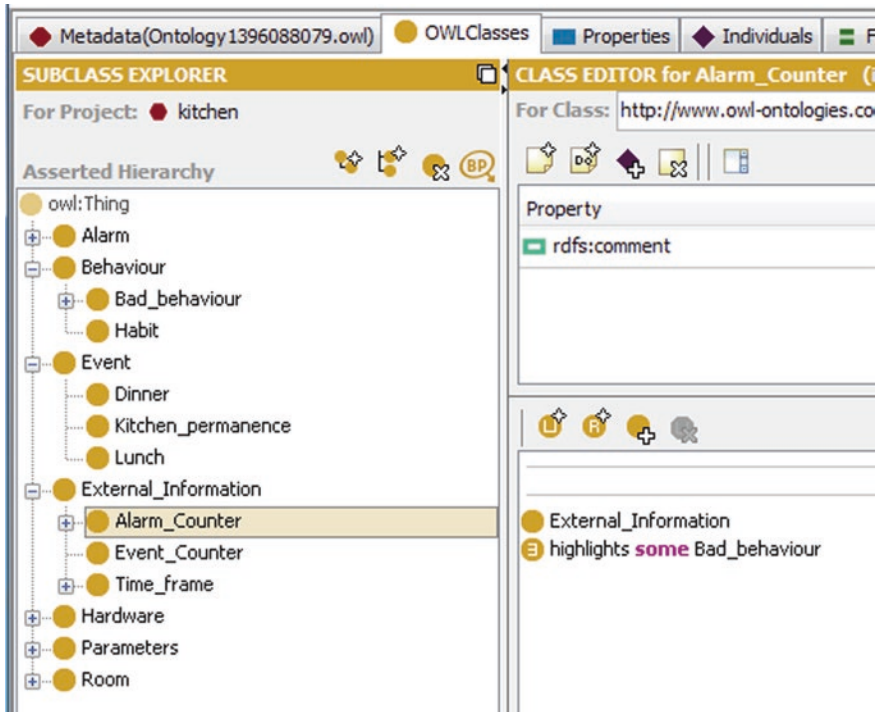 Metadata(Ontology1396088079.owl) OWLClasses Properties Individuals F
SUBCLASS EXPLORER
For Project: kitchen
Asserted Hierarchy
BP
owl:Thing
Alarm
Behaviour
Bad_behaviour
Habit
Event
Dinner
Kitchen_permanence
Lunch
External_Information
Alarm_Counter
Event_Counter
Time_frame
Hardware
Parameters
Room
CLASS EDITOR for Alarm_Counter (i
For Class: http://www.owl-ontologies.co
Property
rdfs:comment
External_Information
highlights some Bad_behaviour